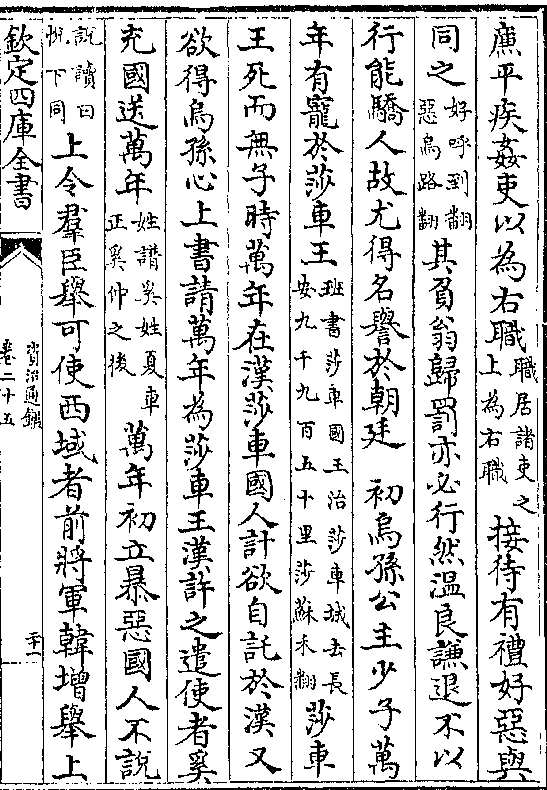 廉平疾姦吏以為右職職居諸吏之上為右職接待有禮好惡與
同之好呼到翻惡烏路翻其負翁歸罰亦必行然溫良謙退不以
行能驕人故尤得名譽於朝廷 初烏孫公主少子萬
年有寵於莎車王班書莎車國王治莎車城去長安九千九百五十里莎蘇禾翻莎車
王死而無子時萬年在漢莎車國人計欲自託於漢又
欲得烏孫心上書請萬年為莎車王漢許之遣使者奚
充國送萬年姓譜奚姓夏車正奚仲之後萬年初立暴惡國人不說
說讀曰悅下同上令羣臣舉可使西域者前將軍韓增舉上
欽定四庫全書
資治通鑑
卷二十五
二十一